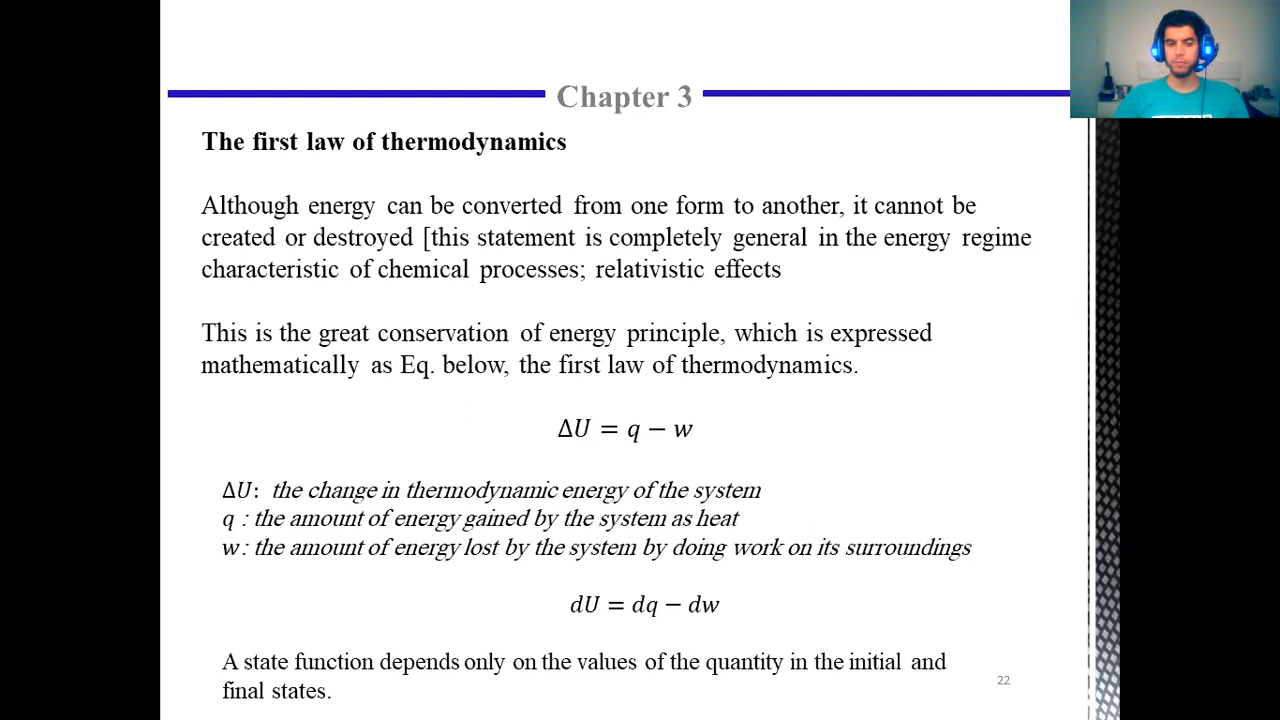 Chapter 3
The first law of thermodynamics
Although energy can be converted from one form to another, it cannot be
created or destroyed [this statement is completely general in the energy regime
characteristic of chemical processes; relativistic effects
This is the great conservation of energy principle, which is expressed
mathematically as Eq. below, the first law of thermodynamics.
Δ𝑈 = 𝑞 − 𝑤
Δ𝑈: the change in thermodynamic energy of the system
𝑞 : the amount of energy gained by the system as heat
𝑤 : the amount of energy lost by the system by doing work on its surroundings
𝑑𝑈 = 𝑑𝑞 − 𝑑𝑤
A state function depends only on the values of the quantity in the initial and
final states.
22